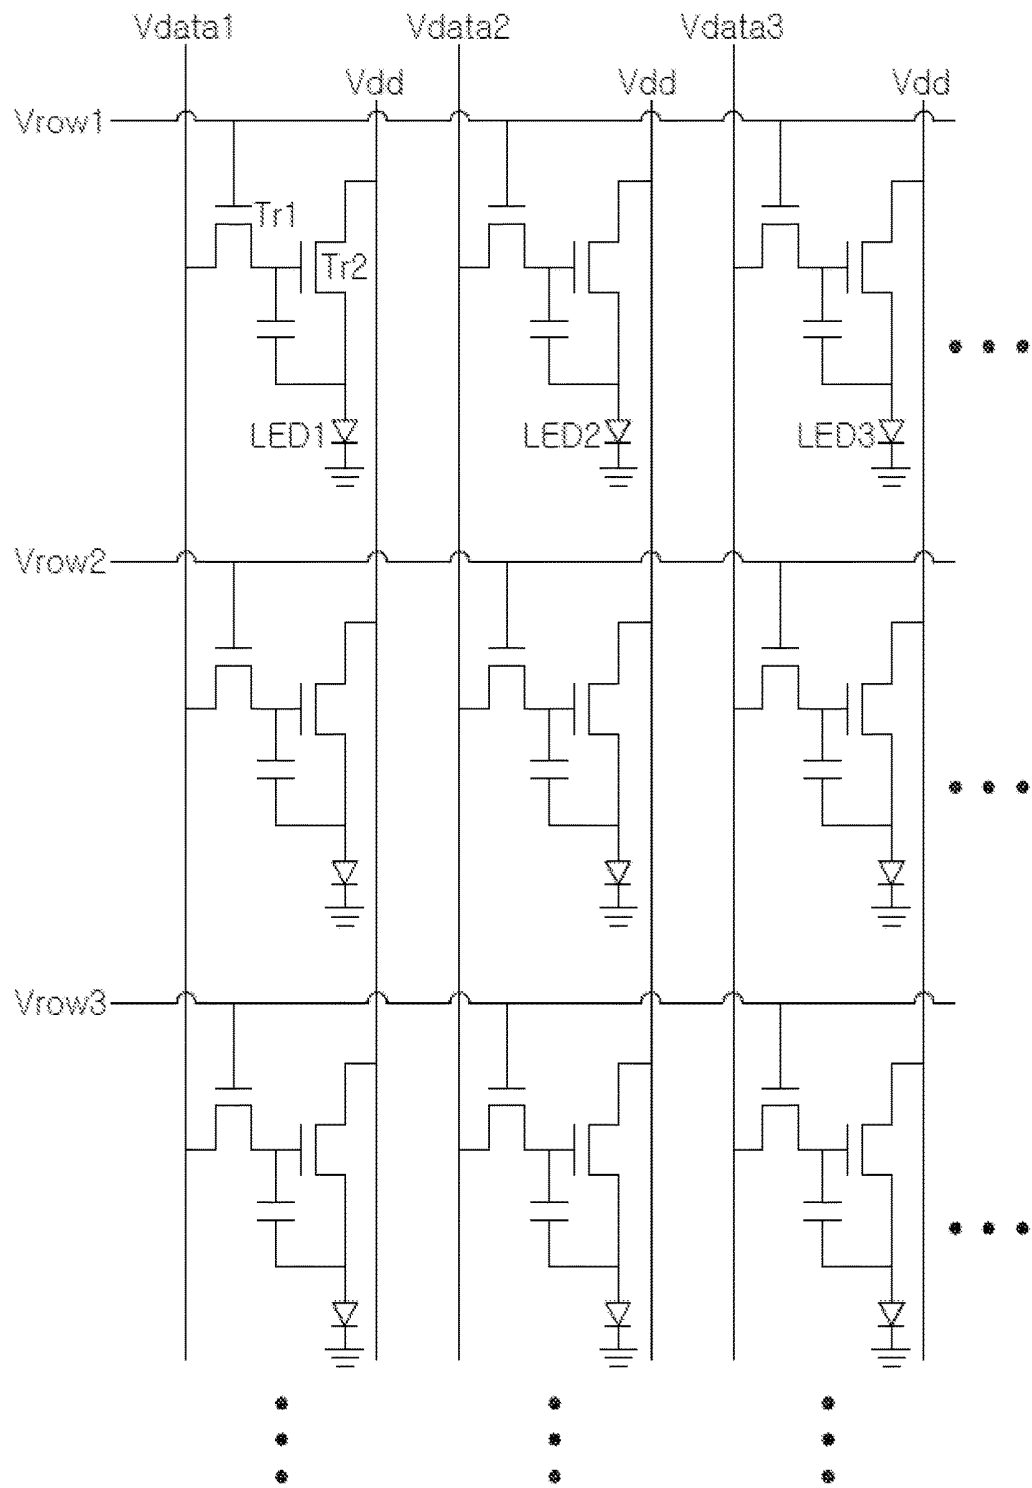 Vdata1 Vdata2 Vdata3
Vdd Vdd Vdd
Vrow1
Tr1
Tr2
LED1 LED2 LED3
Vrow2
Vrow3